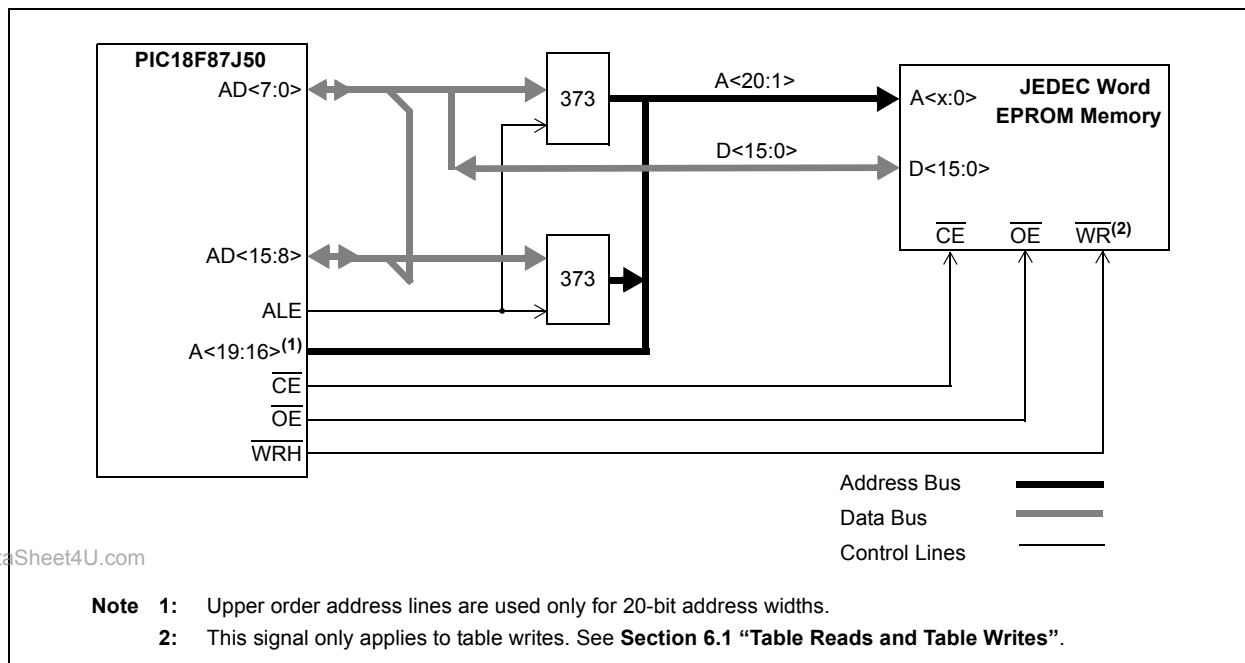 PIC18F87J50
AD<7:0>
373
A<20:1>
A<x:0>
JEDEC Word
EPROM Memory
D<15:0>
D<15:0>
CE
OE
WR(2)
AD<15:8>
373
ALE
A<19:16>(1)
CE
OE
WRH
Address Bus
Data Bus
Control Lines
aSheet4U.com
Note 1: Upper order address lines are used only for 20-bit address widths.
2: This signal only applies to table writes. See Section 6.1 “Table Reads and Table Writes”.